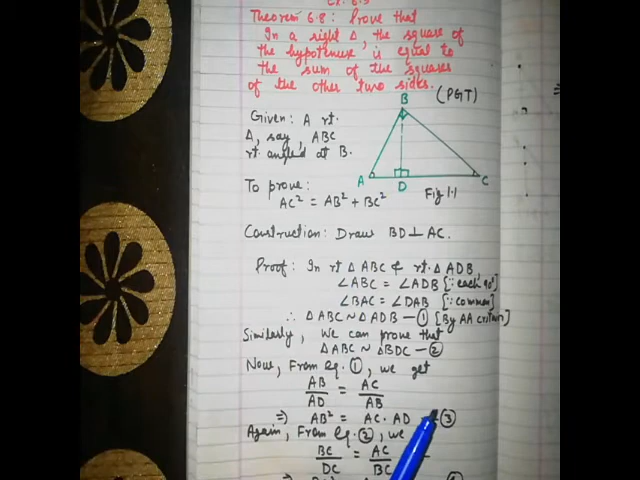 Theorem 6.8: Prove that
In a right Δ, the square of
the hypotenuse, is equal to
the sum of the squares
of the other two sides.
(PGT)
B
Given: A rt.
Δ, say, ABC
rt. angled at B.
A D C
Fig 1.1
To prove:
AC² = AB² + BC²
Construction: Draw BD ⊥ AC.
Proof: In rt Δ ABC & rt. Δ ADB,
∠ABC = ∠ADB [∵ each 90°]
∠BAC = ∠DAB [∵ common]
∴ Δ ABC ~ Δ ADB — ① [By AA criterion]
Similarly, We can prove that
Δ ABC ~ Δ BDC — ②
Now, From eq. ①, we get
AB/AD = AC/AB
⇒ AB² = AC . AD — ③
Again, From eq. ②, we
BC/DC = AC/BC